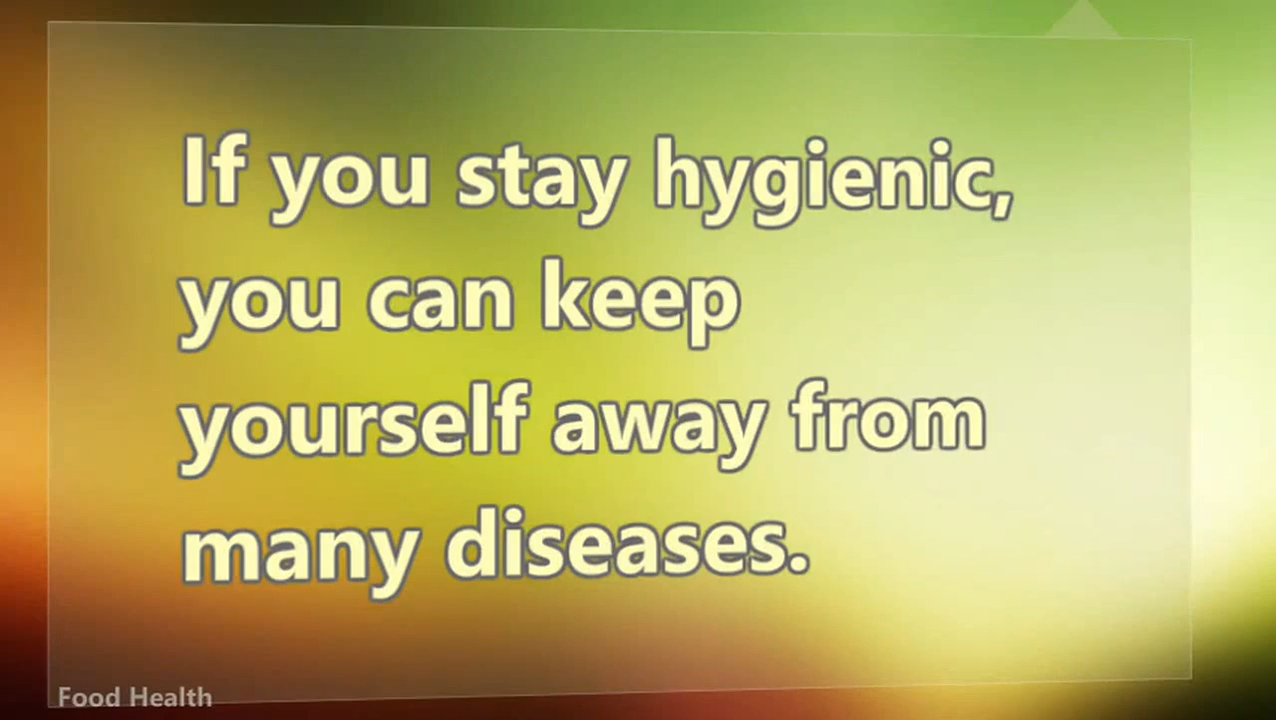 If you stay hygienic,
you can keep
yourself away from
many diseases.
Food Health